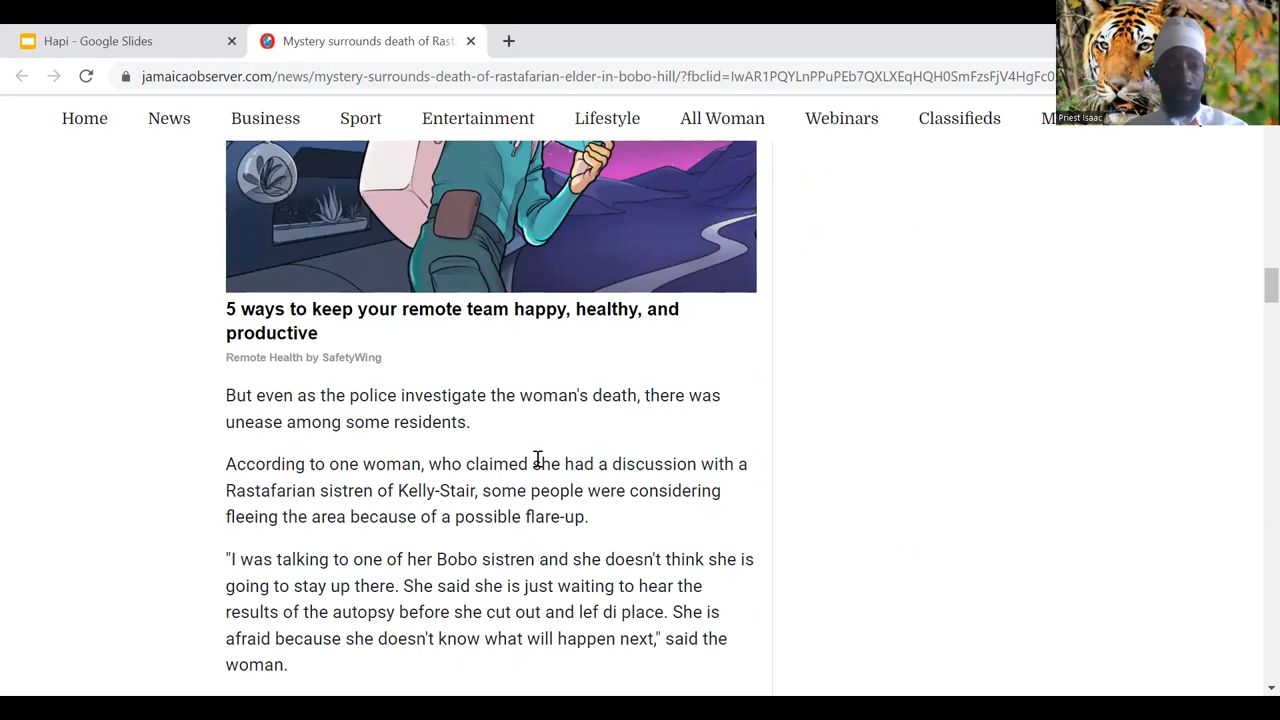 Hapi - Google Slides
Mystery surrounds death of Rast
jamaicaobserver.com/news/mystery-surrounds-death-of-rastafarian-elder-in-bobo-hill/?fbclid=IwAR1PQYLnPPuPEb7QXLXEqHQH0SmFzsFjV4HgFc0
Priest Isaac
Home News Business Sport Entertainment Lifestyle All Woman Webinars Classifieds M
5 ways to keep your remote team happy, healthy, and
productive
Remote Health by SafetyWing
But even as the police investigate the woman's death, there was
unease among some residents.
According to one woman, who claimed she had a discussion with a
Rastafarian sistren of Kelly-Stair, some people were considering
fleeing the area because of a possible flare-up.
"I was talking to one of her Bobo sistren and she doesn't think she is
going to stay up there. She said she is just waiting to hear the
results of the autopsy before she cut out and lef di place. She is
afraid because she doesn't know what will happen next," said the
woman.